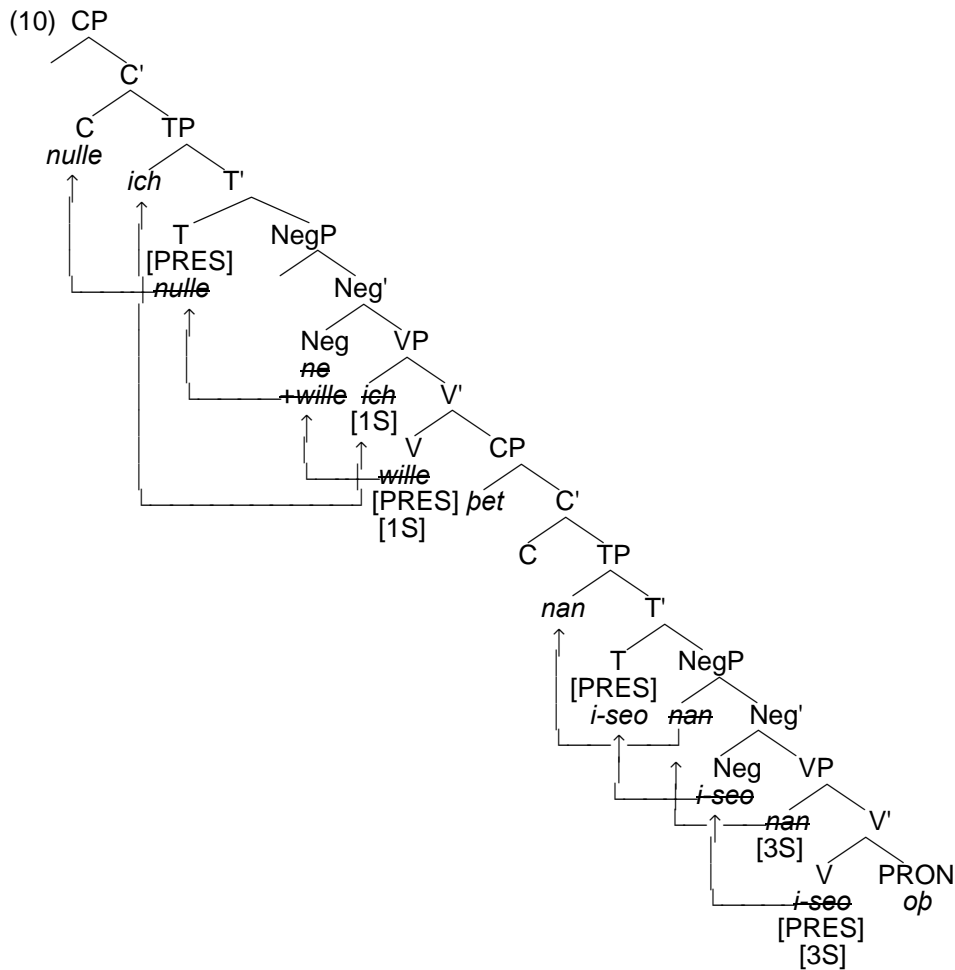 (10) CP
C'
C TP
nulle
ich T'
T NegP
[PRES]
nulle Neg'
Neg VP
ne
+wille ich V'
[1S]
V CP
wille
[PRES] þet C'
[1S]
C TP
nan T'
T NegP
[PRES]
i-seo nan Neg'
Neg VP
i-seo
nan V'
[3S]
V PRON
i-seo oþ
[PRES]
[3S]